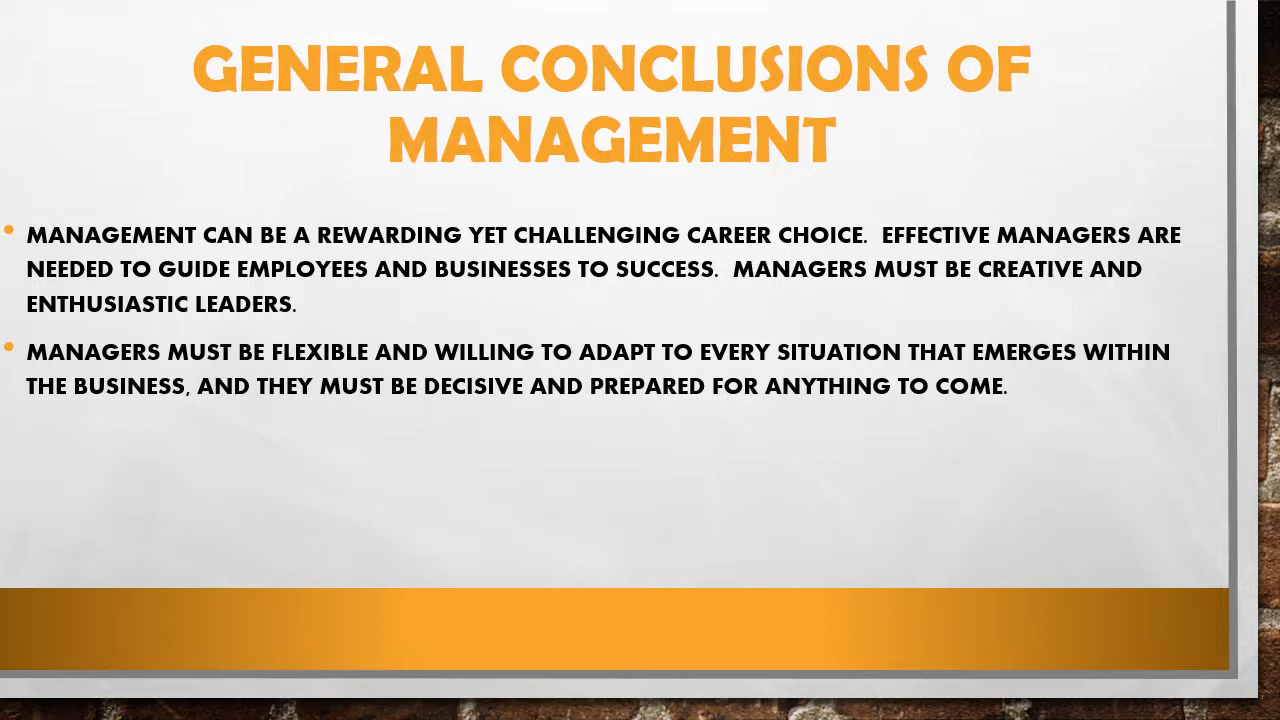 GENERAL CONCLUSIONS OF
MANAGEMENT
• MANAGEMENT CAN BE A REWARDING YET CHALLENGING CAREER CHOICE.  EFFECTIVE MANAGERS ARE
NEEDED TO GUIDE EMPLOYEES AND BUSINESSES TO SUCCESS.  MANAGERS MUST BE CREATIVE AND
ENTHUSIASTIC LEADERS.
• MANAGERS MUST BE FLEXIBLE AND WILLING TO ADAPT TO EVERY SITUATION THAT EMERGES WITHIN
THE BUSINESS, AND THEY MUST BE DECISIVE AND PREPARED FOR ANYTHING TO COME.